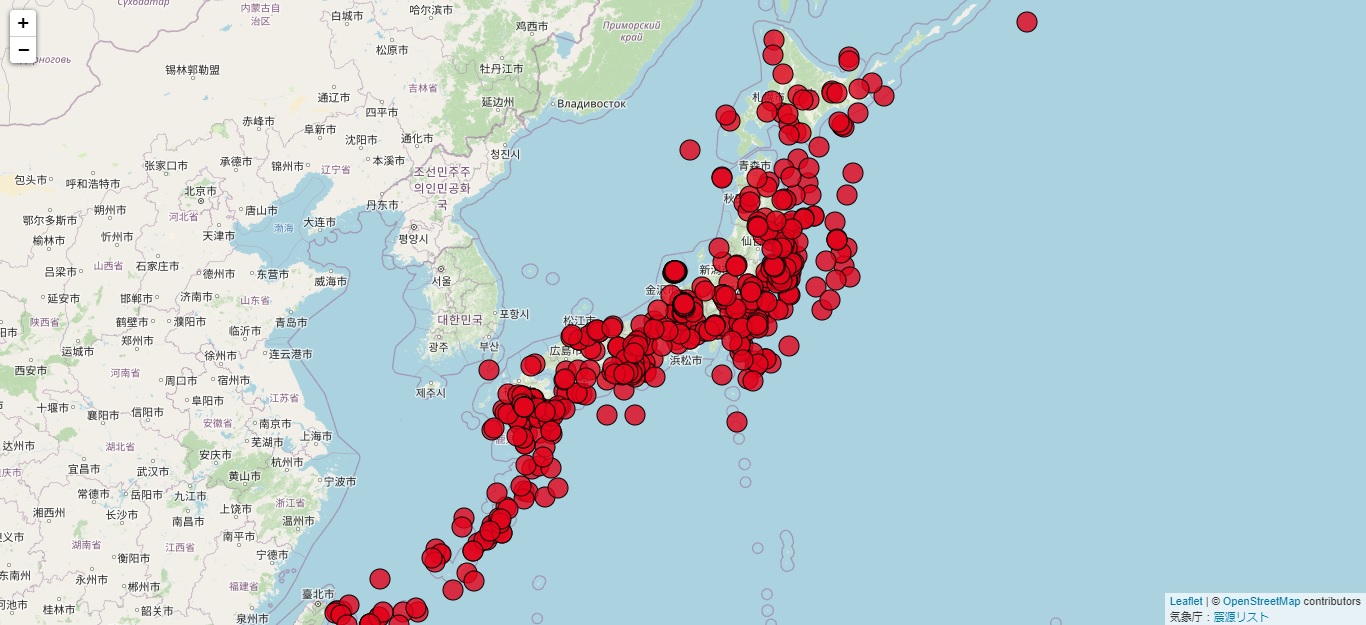 +
−
Сухбаатар
内蒙古自
治区
白城市
哈尔滨市
鸡西市
Приморский
край
松原市
牡丹江市
锡林郭勒盟
吉林省
通辽市
延边州
Владивосток
四平市
赤峰市
阜新市
沈阳市
通化市
청진시
张家口市
承德市
锦州市
辽宁省
本溪市
조선민주주
의인민공화
국
包头市
呼和浩特市
北京市
丹东市
青森市
朔州市
唐山市
鄂尔多斯市
河北省
大连市
渤海
평양시
榆林市
忻州市
天津市
仙台
山西省
石家庄市
吕梁市
德州市
东营市
威海市
서울
延安市
邯郸市
济南市
山东省
포항시
대한민국
陕西省
鹤壁市
濮阳市
青岛市
临沂市
松江市
郑州市
광주
부산
运城市
徐州市
连云港市
広島市
浜松市
西安市
河南省
周口市
宿州市
제주시
江苏省
十堰市
襄阳市
信阳市
阜阳市
安徽省
南京市
上海市
达州市
湖北省
芜湖市
安庆市
杭州市
宜昌市
武汉市
黄山市
宁波市
常德市
岳阳市
九江市
浙江省
湘西州
长沙市
南昌市
上饶市
温州市
南平市
湖南省
江西省
宁德市
衡阳市
永州市
郴州市
福建省
臺北市
桂林市
韶关市
泉州市
Leaflet | © OpenStreetMap contributors
気象庁：震源リスト